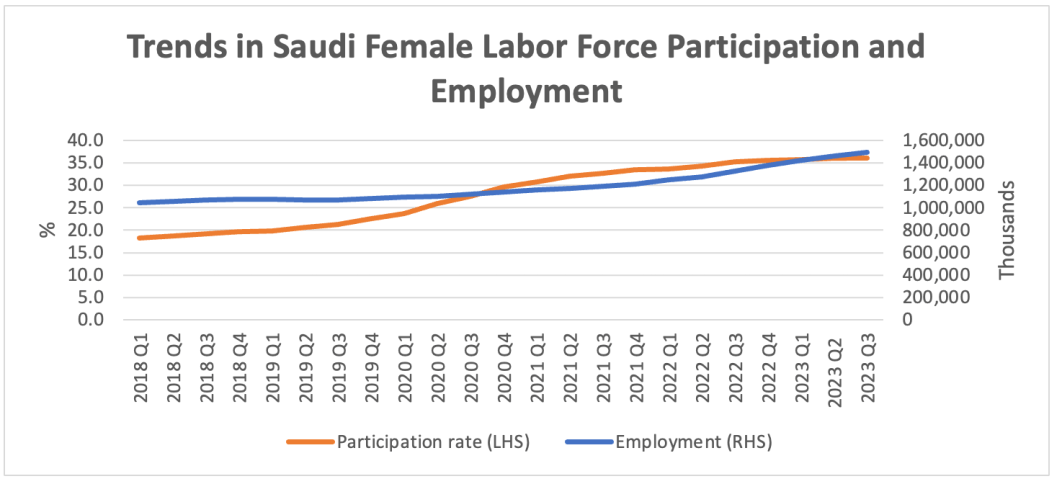 Trends in Saudi Female Labor Force Participation and
Employment
40.0
35.0
30.0
25.0
20.0
15.0
10.0
5.0
0.0
%
1,600,000
1,400,000
1,200,000
1,000,000
800,000
600,000
400,000
200,000
0
Thousands
2018 Q1
2018 Q2
2018 Q3
2018 Q4
2019 Q1
2019 Q2
2019 Q3
2019 Q4
2020 Q1
2020 Q2
2020 Q3
2020 Q4
2021 Q1
2021 Q2
2021 Q3
2021 Q4
2022 Q1
2022 Q2
2022 Q3
2022 Q4
2023 Q1
2023 Q2
2023 Q3
Participation rate (LHS)
Employment (RHS)